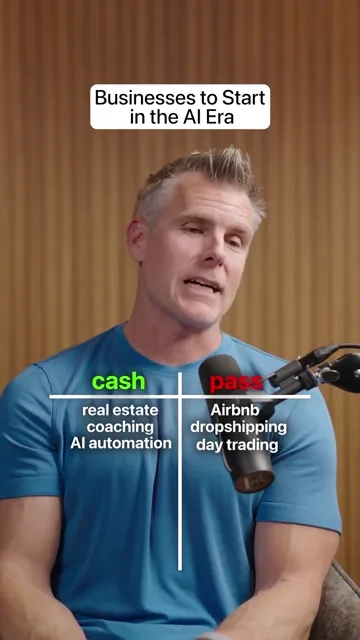 Businesses to Start
in the AI Era
cash
pass
real estate
coaching
AI automation
Airbnb
dropshipping
day trading